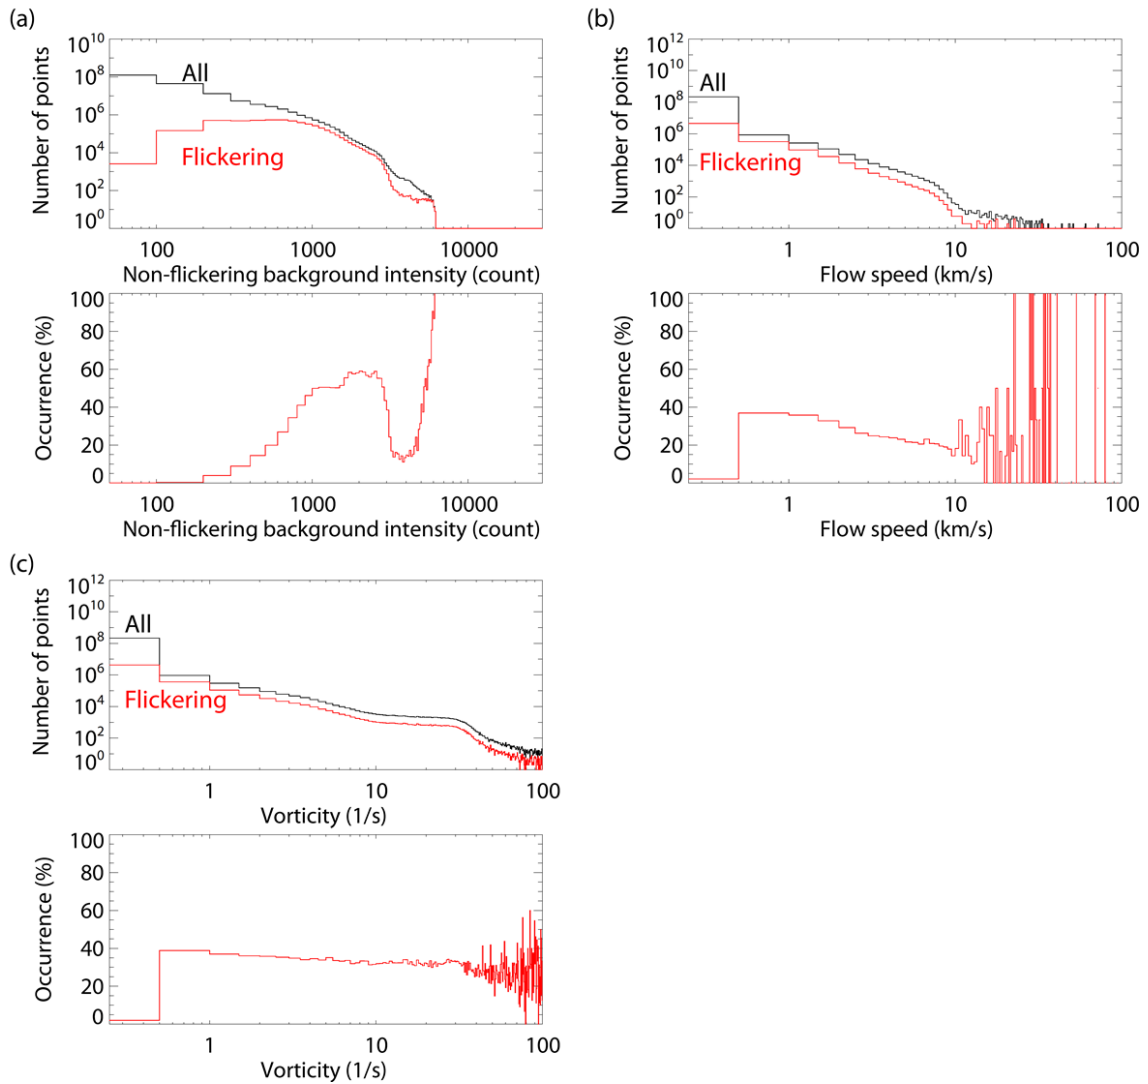 (a)
Number of points
10^10
10^8
10^6
10^4
10^2
10^0
All
Flickering
100
1000
10000
Non-flickering background intensity (count)
Occurrence (%)
100
80
60
40
20
0
100
1000
10000
Non-flickering background intensity (count)
(b)
Number of points
10^12
10^10
10^8
10^6
10^4
10^2
10^0
All
Flickering
1
10
100
Flow speed (km/s)
Occurrence (%)
100
80
60
40
20
0
1
10
100
Flow speed (km/s)
(c)
Number of points
10^12
10^10
10^8
10^6
10^4
10^2
10^0
All
Flickering
1
10
100
Vorticity (1/s)
Occurrence (%)
100
80
60
40
20
0
1
10
100
Vorticity (1/s)